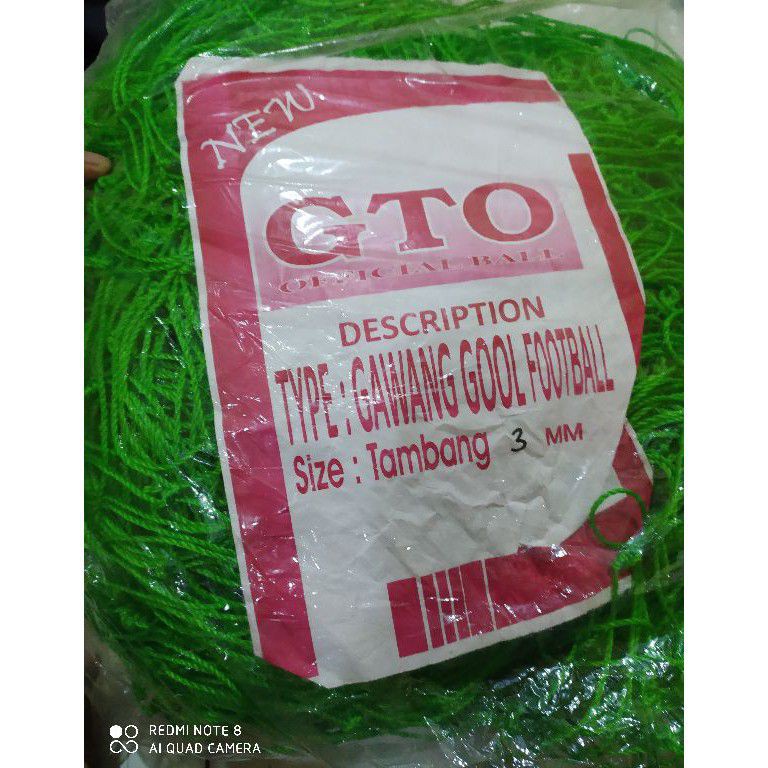 NEW
GTO
OFFICIAL BALL
DESCRIPTION
TYPE : GAWANG GOOL FOOTBALL
Size : Tambang 3 MM
REDMI NOTE 8
AI QUAD CAMERA